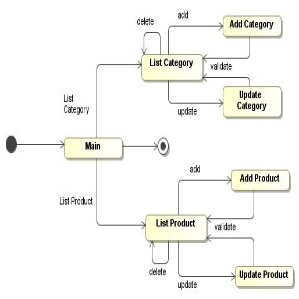 delete
add
Add Category
List Category
validate
Update
Category
update
List
Category
Main
add
Add Product
List Product
List Product
validate
delete
update
Update Product